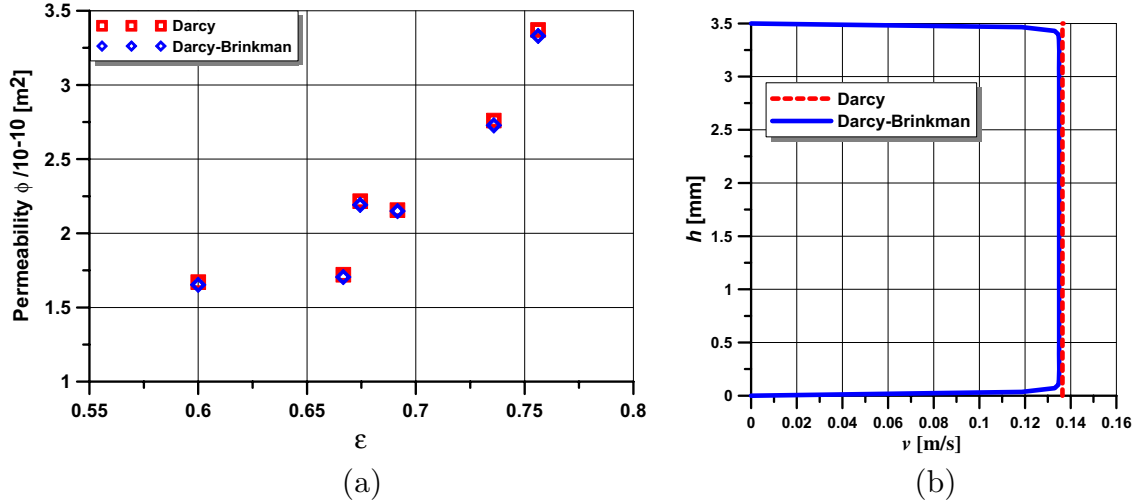 (a)
Permeability ϕ /10-10 [m2]
3.5
3
2.5
2
1.5
1
0.55
0.6
0.65
0.7
0.75
0.8
ε
Darcy
Darcy-Brinkman
(b)
h [mm]
3.5
3
2.5
2
1.5
1
0.5
0
0
0.02
0.04
0.06
0.08
0.1
0.12
0.14
0.16
v [m/s]
Darcy
Darcy-Brinkman